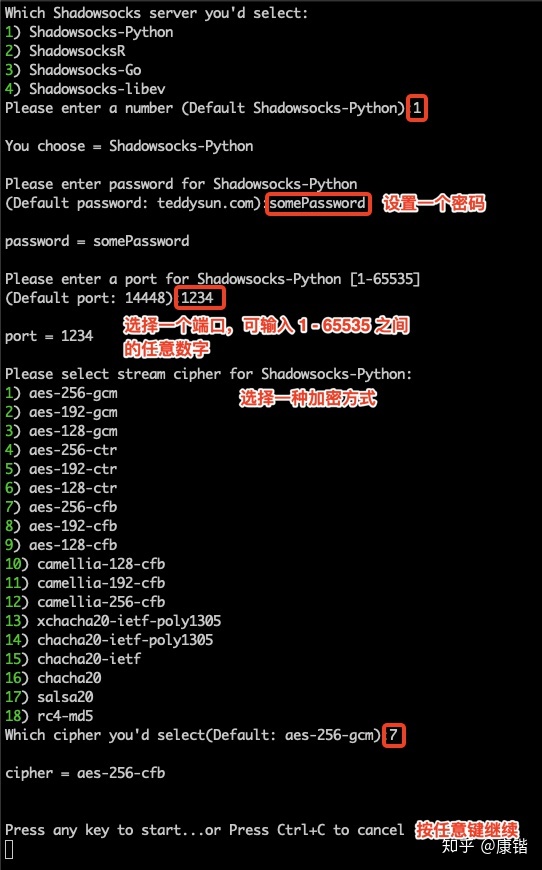 Which Shadowsocks server you'd select:
1) Shadowsocks-Python
2) ShadowsocksR
3) Shadowsocks-Go
4) Shadowsocks-libev
Please enter a number (Default Shadowsocks-Python):1
You choose = Shadowsocks-Python
Please enter password for Shadowsocks-Python
(Default password: teddysun.com):somePassword 设置一个密码
password = somePassword
Please enter a port for Shadowsocks-Python [1-65535]
(Default port: 14448):1234
选择一个端口，可输入 1 - 65535 之间
port = 1234
的任意数字
Please select stream cipher for Shadowsocks-Python:
1) aes-256-gcm 选择一种加密方式
2) aes-192-gcm
3) aes-128-gcm
4) aes-256-ctr
5) aes-192-ctr
6) aes-128-ctr
7) aes-256-cfb
8) aes-192-cfb
9) aes-128-cfb
10) camellia-128-cfb
11) camellia-192-cfb
12) camellia-256-cfb
13) xchacha20-ietf-poly1305
14) chacha20-ietf-poly1305
15) chacha20-ietf
16) chacha20
17) salsa20
18) rc4-md5
Which cipher you'd select(Default: aes-256-gcm):7
cipher = aes-256-cfb
Press any key to start...or Press Ctrl+C to cancel 按任意键继续
知乎 @康锴